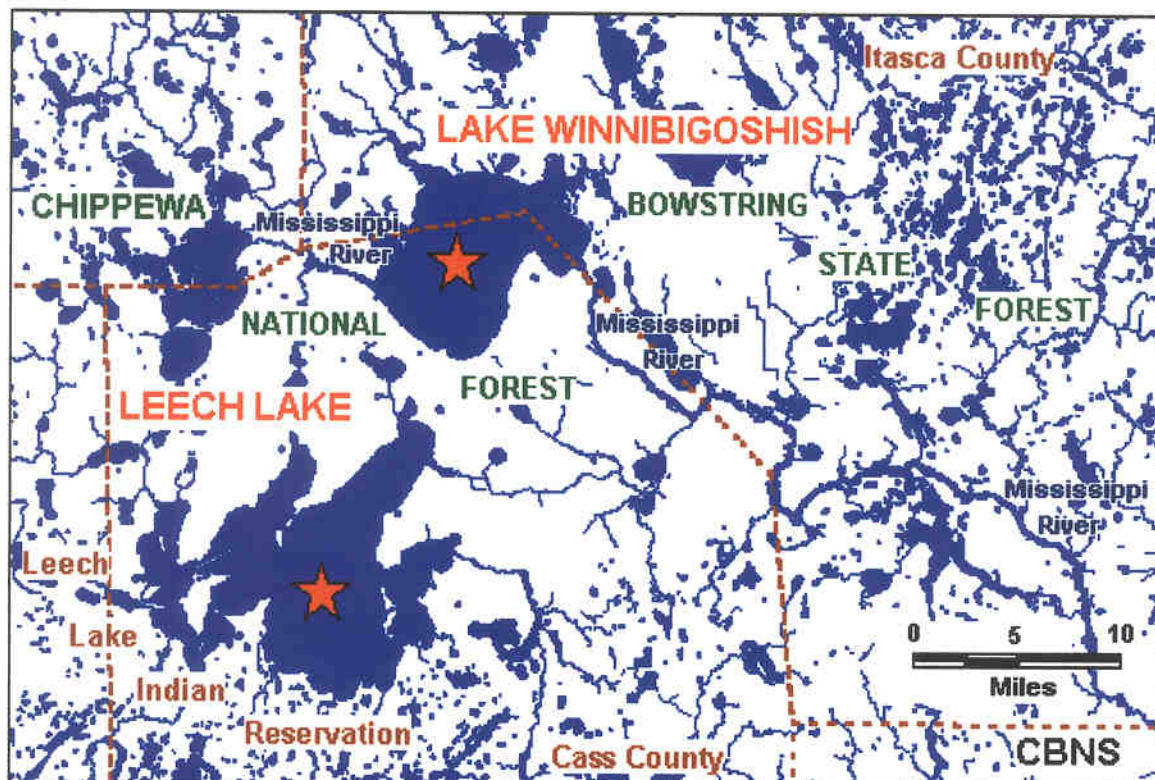 Itasca County
LAKE WINNIBIGOSHISH
CHIPPEWA
BOWSTRING
Mississippi
River
STATE
NATIONAL
FOREST
Mississippi
River
FOREST
LEECH LAKE
Mississippi
River
Leech
Lake
Indian
Reservation
0 5 10
Miles
Cass County
CBNS